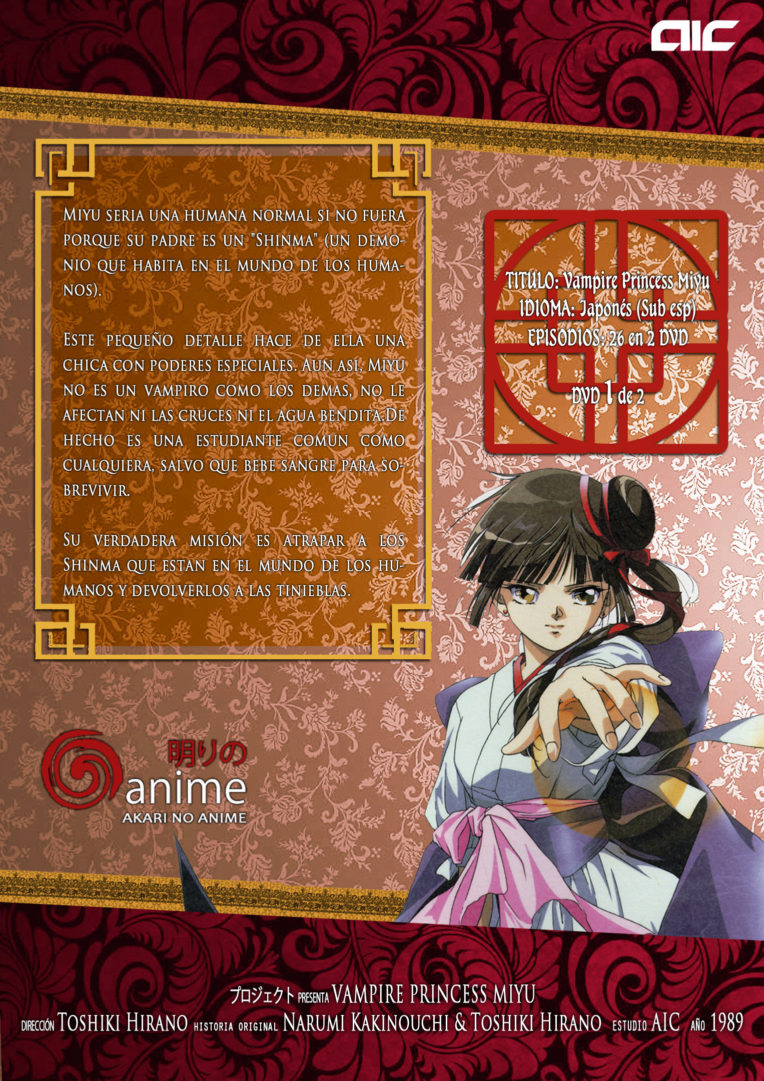 AIC
MIYU SERIA UNA HUMANA NORMAL SI NO FUERA
PORQUE SU PADRE ES UN "SHINMA" (UN DEMO-
NIO QUE HABITA EN EL MUNDO DE LOS HUMA-
NOS).
ESTE PEQUEÑO DETALLE HACE DE ELLA UNA
CHICA CON PODERES ESPECIALES. AUN ASÍ, MIYU
NO ES UN VAMPIRO COMO LOS DEMAS, NO LE
AFECTAN NI LAS CRUCES NI EL AGUA BENDITA.DE
HECHO ES UNA ESTUDIANTE COMUN COMO
CUALQUIERA, SALVO QUE BEBE SANGRE PARA SO-
BREVIVIR.
SU VERDADERA MISIÓN ES ATRAPAR A LOS
SHINMA QUE ESTAN EN EL MUNDO DE LOS HU-
MANOS Y DEVOLVERLOS A LAS TINIEBLAS.
TITULO: Vampire Princess Miyu
IDIOMA: Japonés (Sub esp)
EPISODIOS: 26 en 2 DVD
DVD 1 de 2
明りの
anime
AKARI NO ANIME
プロジェクト PRESENTA VAMPIRE PRINCESS MIYU
DIRECCIÓN TOSHIKI HIRANO HISTORIA ORIGINAL NARUMI KAKINOUCHI & TOSHIKI HIRANO ESTUDIO AIC AÑO 1989